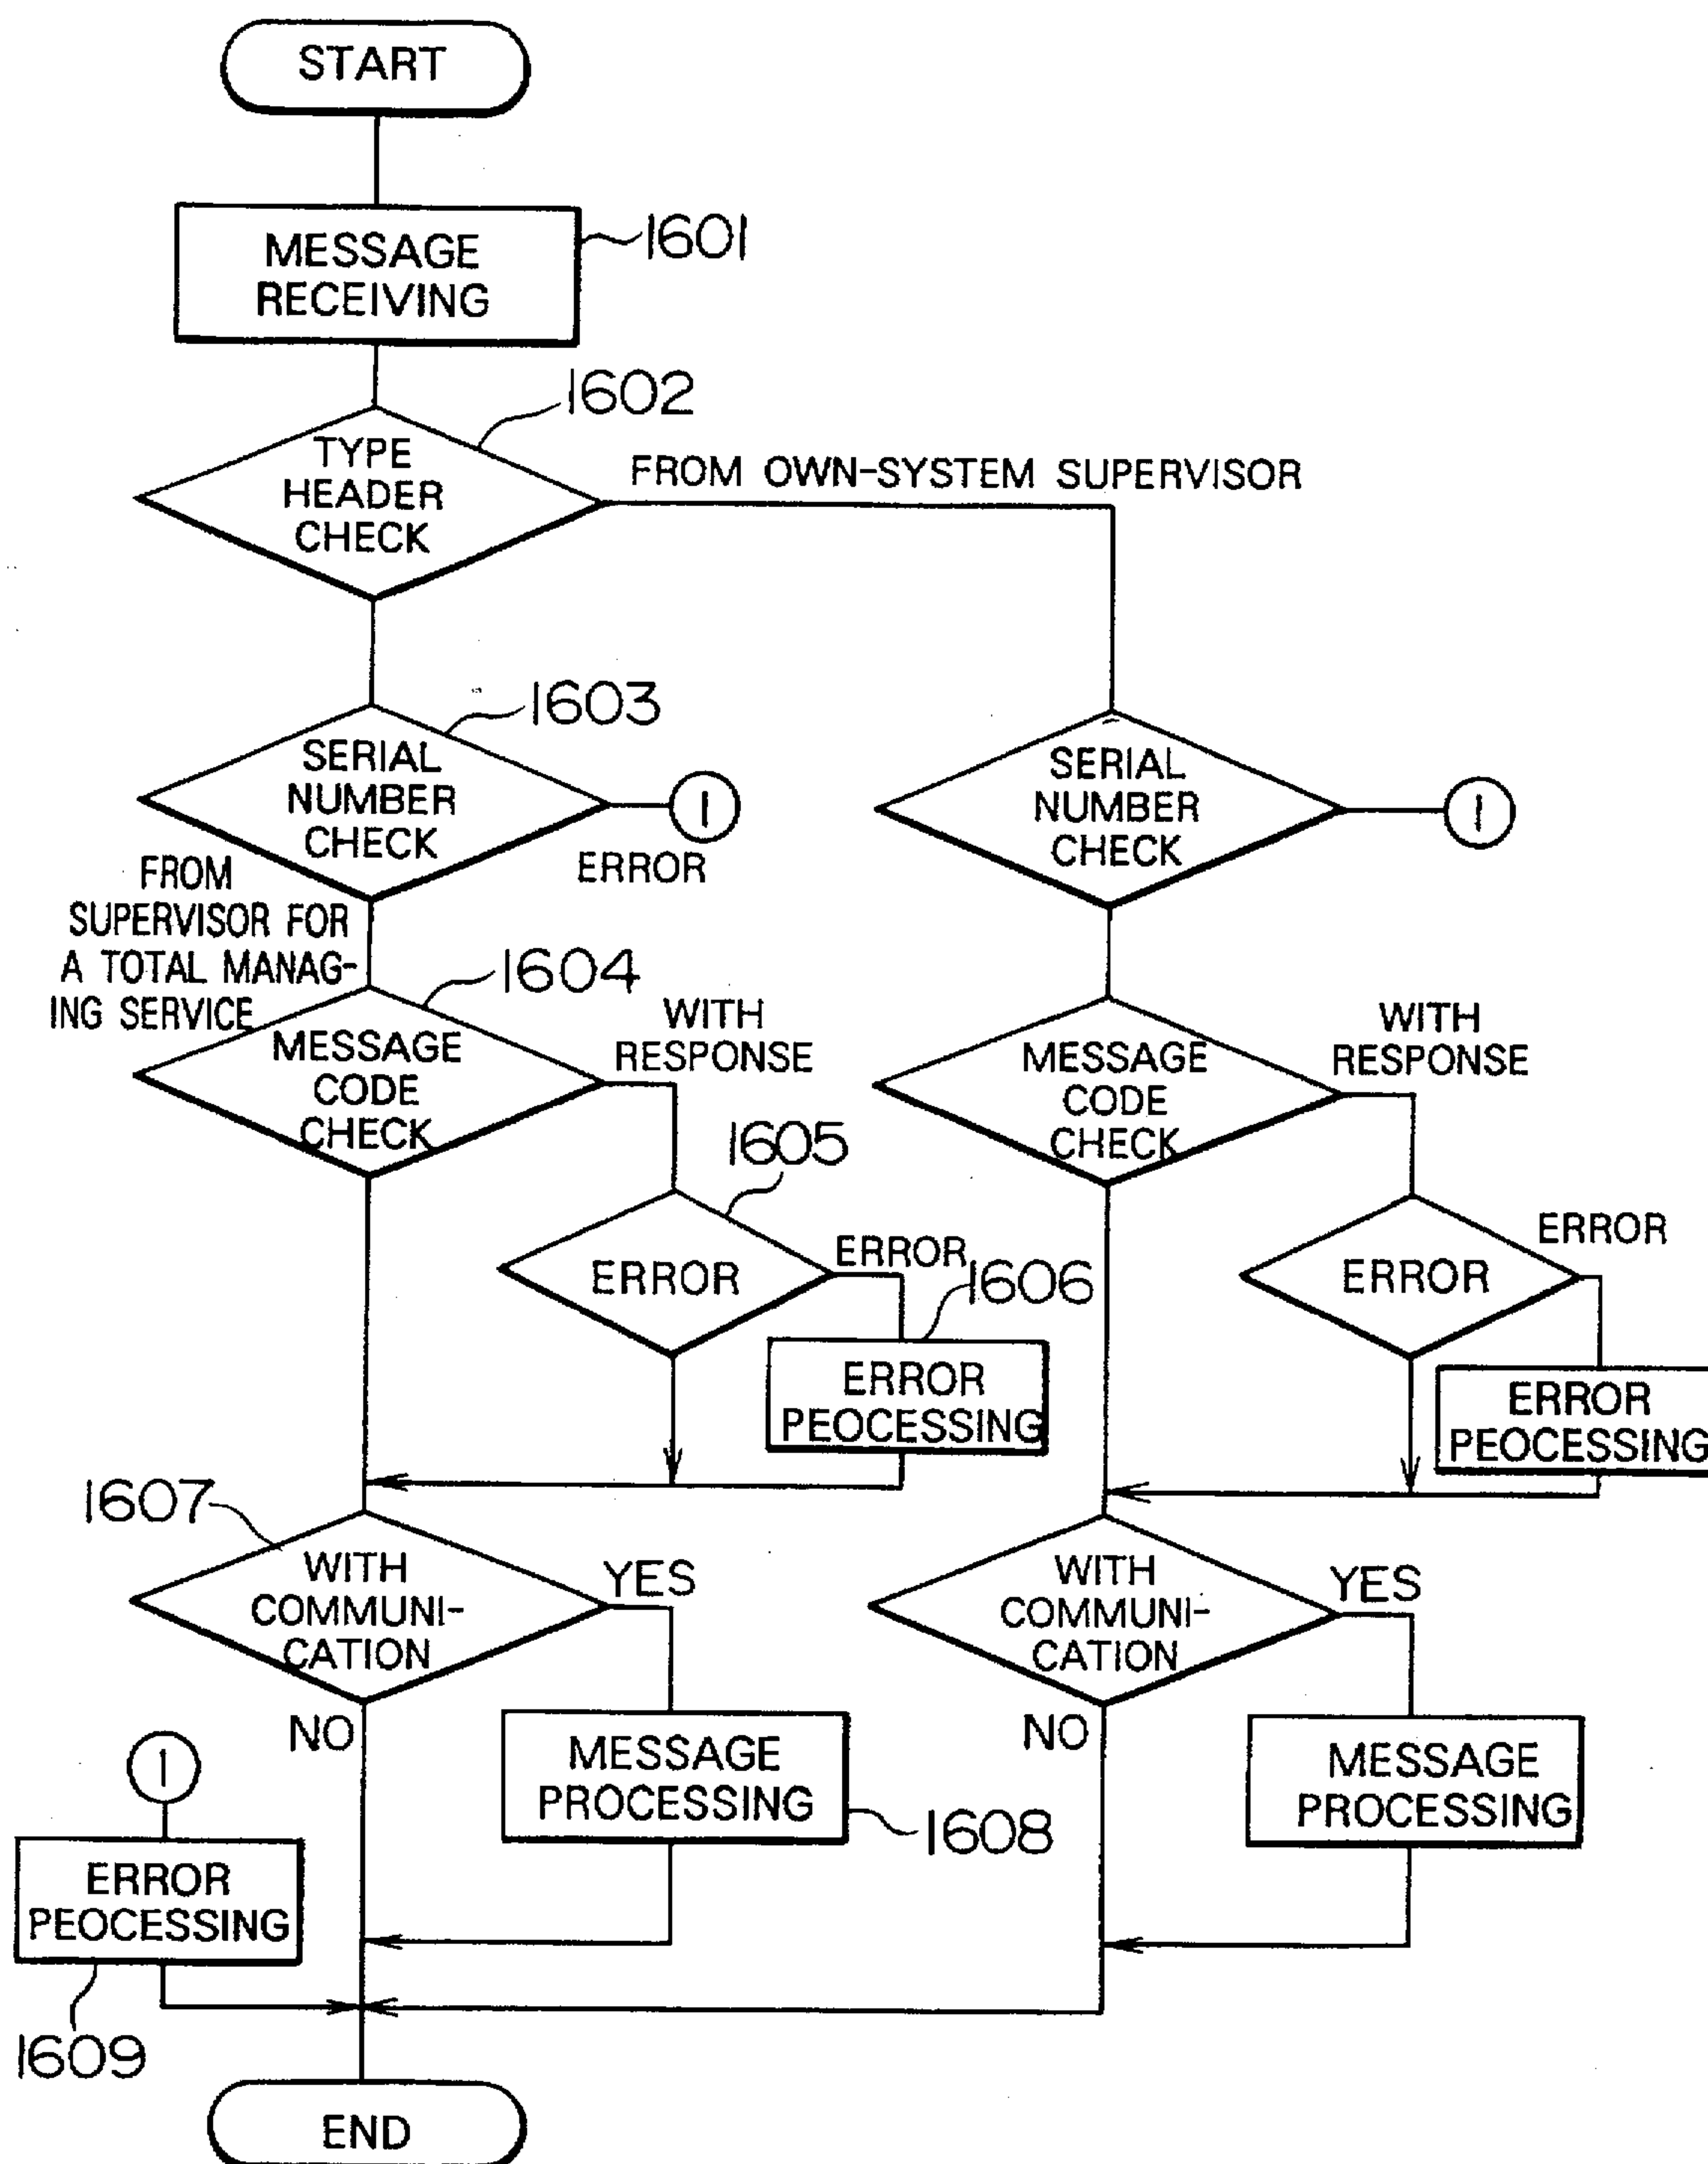 START
MESSAGE
RECEIVING
1601
1602
TYPE
HEADER
CHECK
FROM OWN-SYSTEM SUPERVISOR
1603
SERIAL
NUMBER
CHECK
1
ERROR
SERIAL
NUMBER
CHECK
1
FROM
SUPERVISOR FOR
A TOTAL MANAG-
ING SERVICE
1604
MESSAGE
CODE
CHECK
WITH
RESPONSE
MESSAGE
CODE
CHECK
WITH
RESPONSE
1605
ERROR
ERROR
1606
ERROR
PEOCESSING
ERROR
ERROR
ERROR
PEOCESSING
1607
WITH
COMMUNI-
CATION
YES
NO
MESSAGE
PROCESSING
1608
WITH
COMMUNI-
CATION
YES
NO
MESSAGE
PROCESSING
1
ERROR
PEOCESSING
1609
END